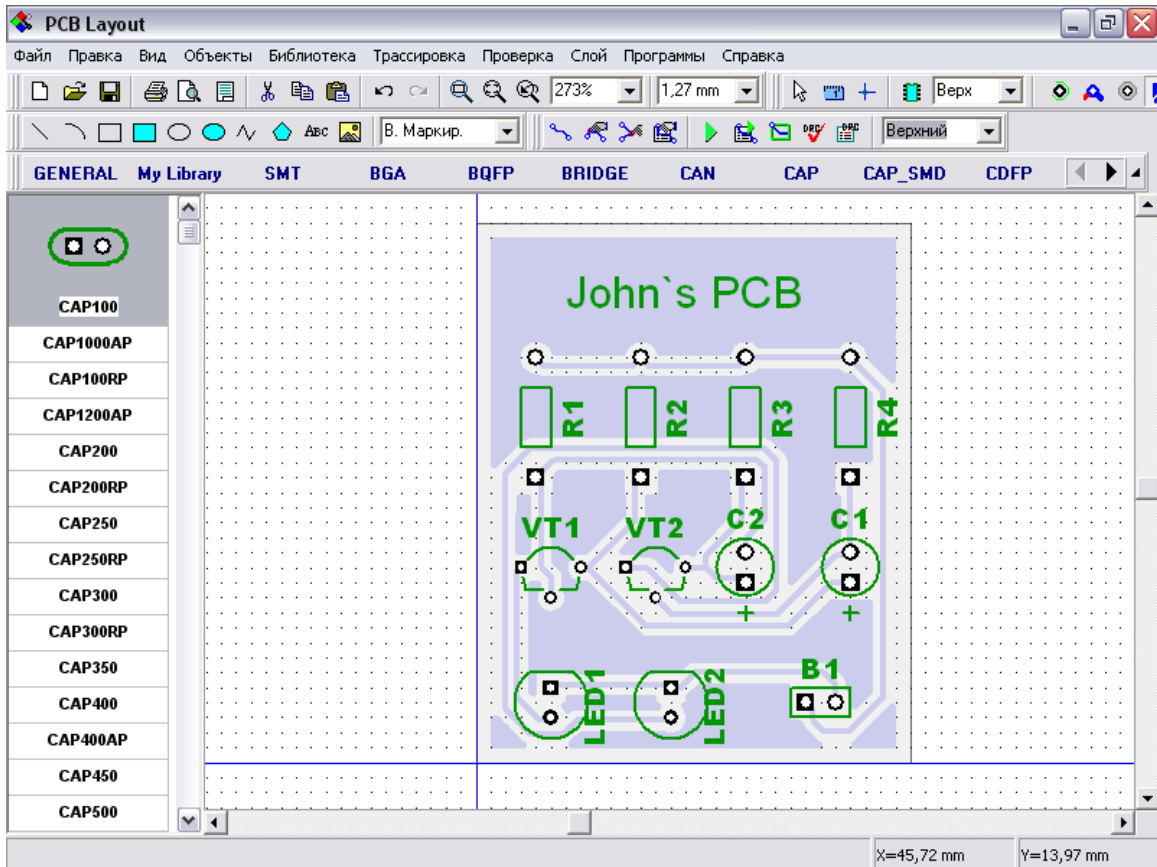 PCB Layout
Файл Правка Вид Объекты Библиотека Трассировка Проверка Слой Программы Справка
273% 1,27 mm Верх
ABC В. Маркир. DRC DRC Верхний
GENERAL My Library SMT BGA BQFP BRIDGE CAN CAP CAP_SMD CDFP
CAP100
CAP1000AP
CAP100RP
CAP1200AP
CAP200
CAP200RP
CAP250
CAP250RP
CAP300
CAP300RP
CAP350
CAP400
CAP400AP
CAP450
CAP500
John`s PCB
R1 R2 R3 R4
VT1 VT2 C2 C1
+ +
LED1 LED2 B1
X=45,72 mm Y=13,97 mm